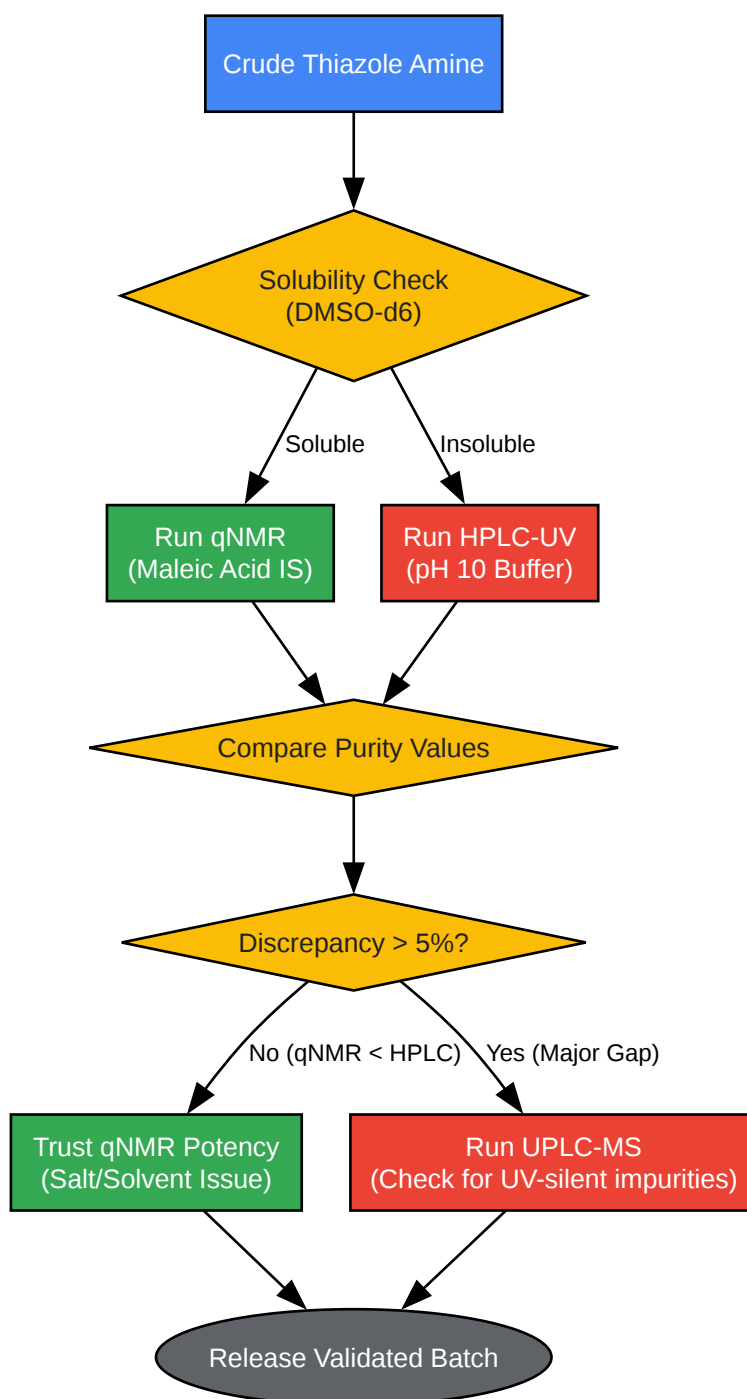 Crude Thiazole Amine
Solubility Check
(DMSO-d6)
Soluble
Insoluble
Run qNMR
(Maleic Acid IS)
Run HPLC-UV
(pH 10 Buffer)
Compare Purity Values
Discrepancy > 5%?
No (qNMR < HPLC)
Yes (Major Gap)
Trust qNMR Potency
(Salt/Solvent Issue)
Run UPLC-MS
(Check for UV-silent impurities)
Release Validated Batch